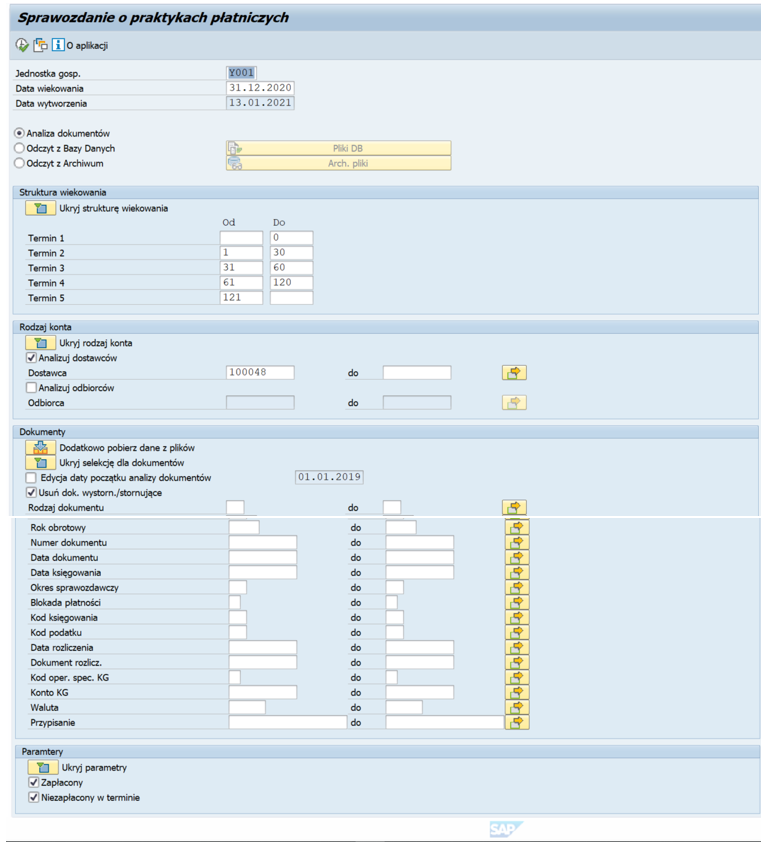 Sprawozdanie o praktykach płatniczych
O aplikacji
Jednostka gosp. Y001
Data wiekowania 31.12.2020
Data wytworzenia 13.01.2021
Analiza dokumentów
Odczyt z Bazy Danych Pliki DB
Odczyt z Archiwum Arch. pliki
Struktura wiekowania
Ukryj strukturę wiekowania
Od Do
Termin 1 0
Termin 2 1 30
Termin 3 31 60
Termin 4 61 120
Termin 5 121
Rodzaj konta
Ukryj rodzaj konta
Analizuj dostawców
Dostawca 100048 do
Analizuj odbiorców
Odbiorca do
Dokumenty
Dodatkowo pobierz dane z plików
Ukryj selekcję dla dokumentów
Edycja daty początku analizy dokumentów 01.01.2019
Usuń dok. wystorn./stornujące
Rodzaj dokumentu do
Rok obrotowy do
Numer dokumentu do
Data dokumentu do
Data księgowania do
Okres sprawozdawczy do
Blokada płatności do
Kod księgowania do
Kod podatku do
Data rozliczenia do
Dokument rozlicz. do
Kod oper. spec. KG do
Konto KG do
Waluta do
Przypisanie do
Paramtery
Ukryj parametry
Zapłacony
Niezapłacony w terminie
SAP